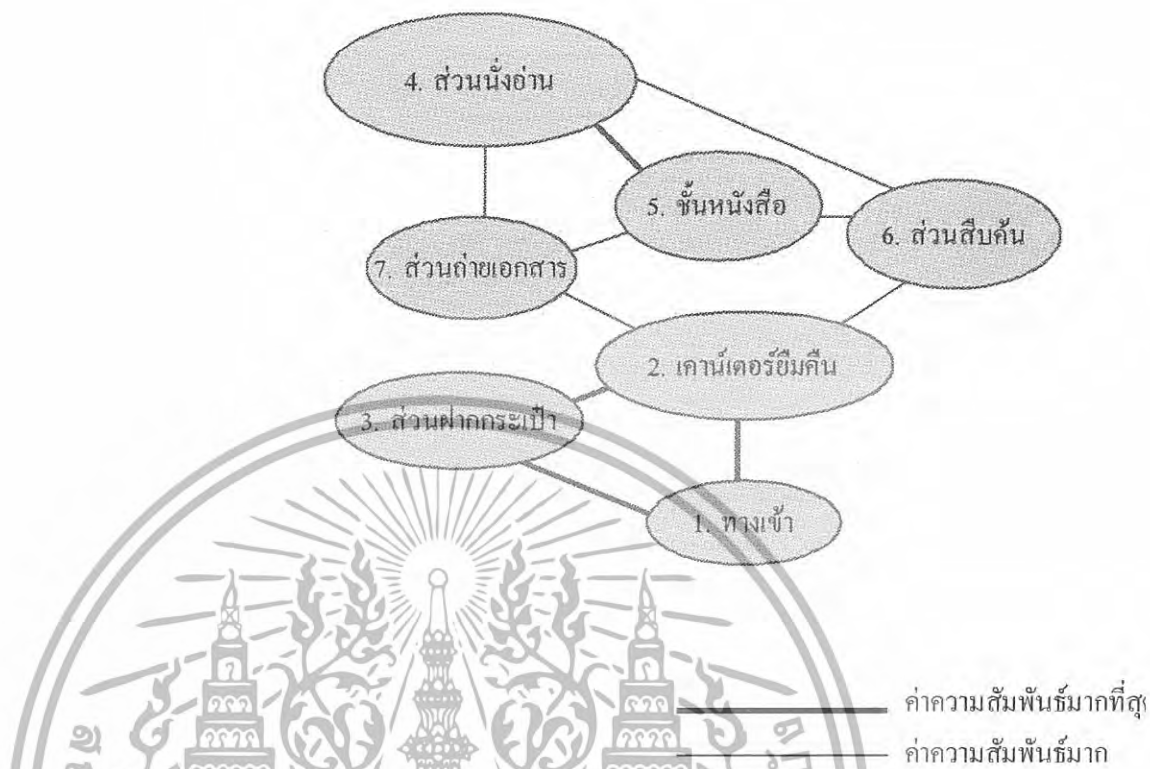 4. ส่วนนั่งอ่าน
5. ชั้นหนังสือ
6. ส่วนสืบค้น
7. ส่วนถ่ายเอกสาร
2. เคาน์เตอร์ยืมคืน
3. ส่วนฝากกระเป๋า
1. ทางเข้า
ค่าความสัมพันธ์มากที่สุ
ค่าความสัมพันธ์มาก